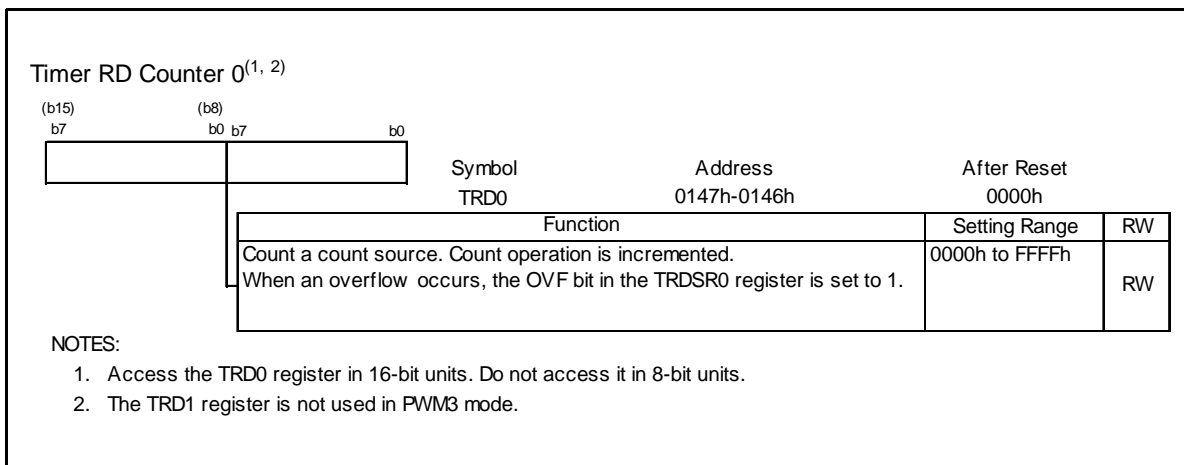 Timer RD Counter 0(1, 2)
(b15) (b8)
b7 b0 b7 b0
Symbol Address After Reset
TRD0 0147h-0146h 0000h
Function Setting Range RW
Count a count source. Count operation is incremented. 0000h to FFFFh
When an overflow occurs, the OVF bit in the TRDSR0 register is set to 1. RW
NOTES:
1. Access the TRD0 register in 16-bit units. Do not access it in 8-bit units.
2. The TRD1 register is not used in PWM3 mode.